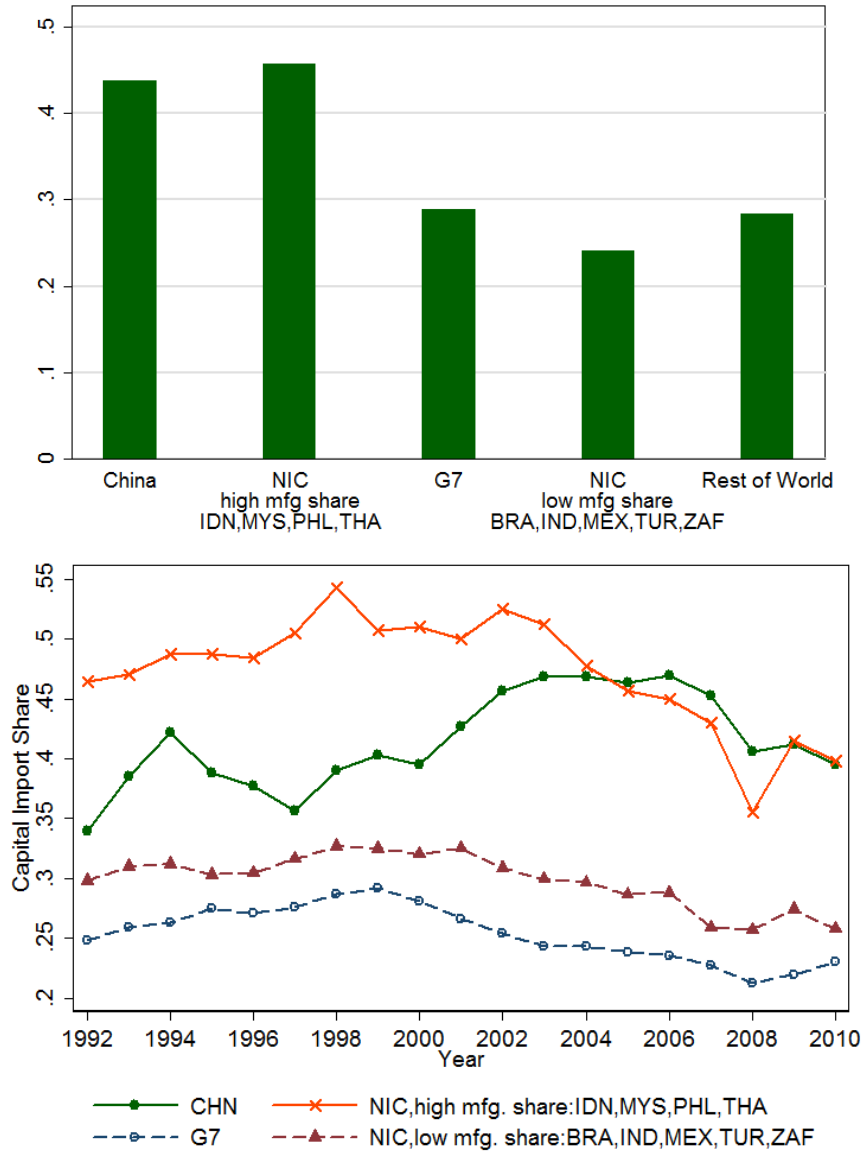 .5
.4
.3
.2
.1
0
China
NIC
high mfg share
IDN,MYS,PHL,THA
G7
NIC
low mfg share
BRA,IND,MEX,TUR,ZAF
Rest of World
Capital Import Share
.55
.5
.45
.4
.35
.3
.25
.2
1992 1994 1996 1998 2000 2002 2004 2006 2008 2010
Year
CHN NIC,high mfg. share:IDN,MYS,PHL,THA
G7 NIC,low mfg. share:BRA,IND,MEX,TUR,ZAF